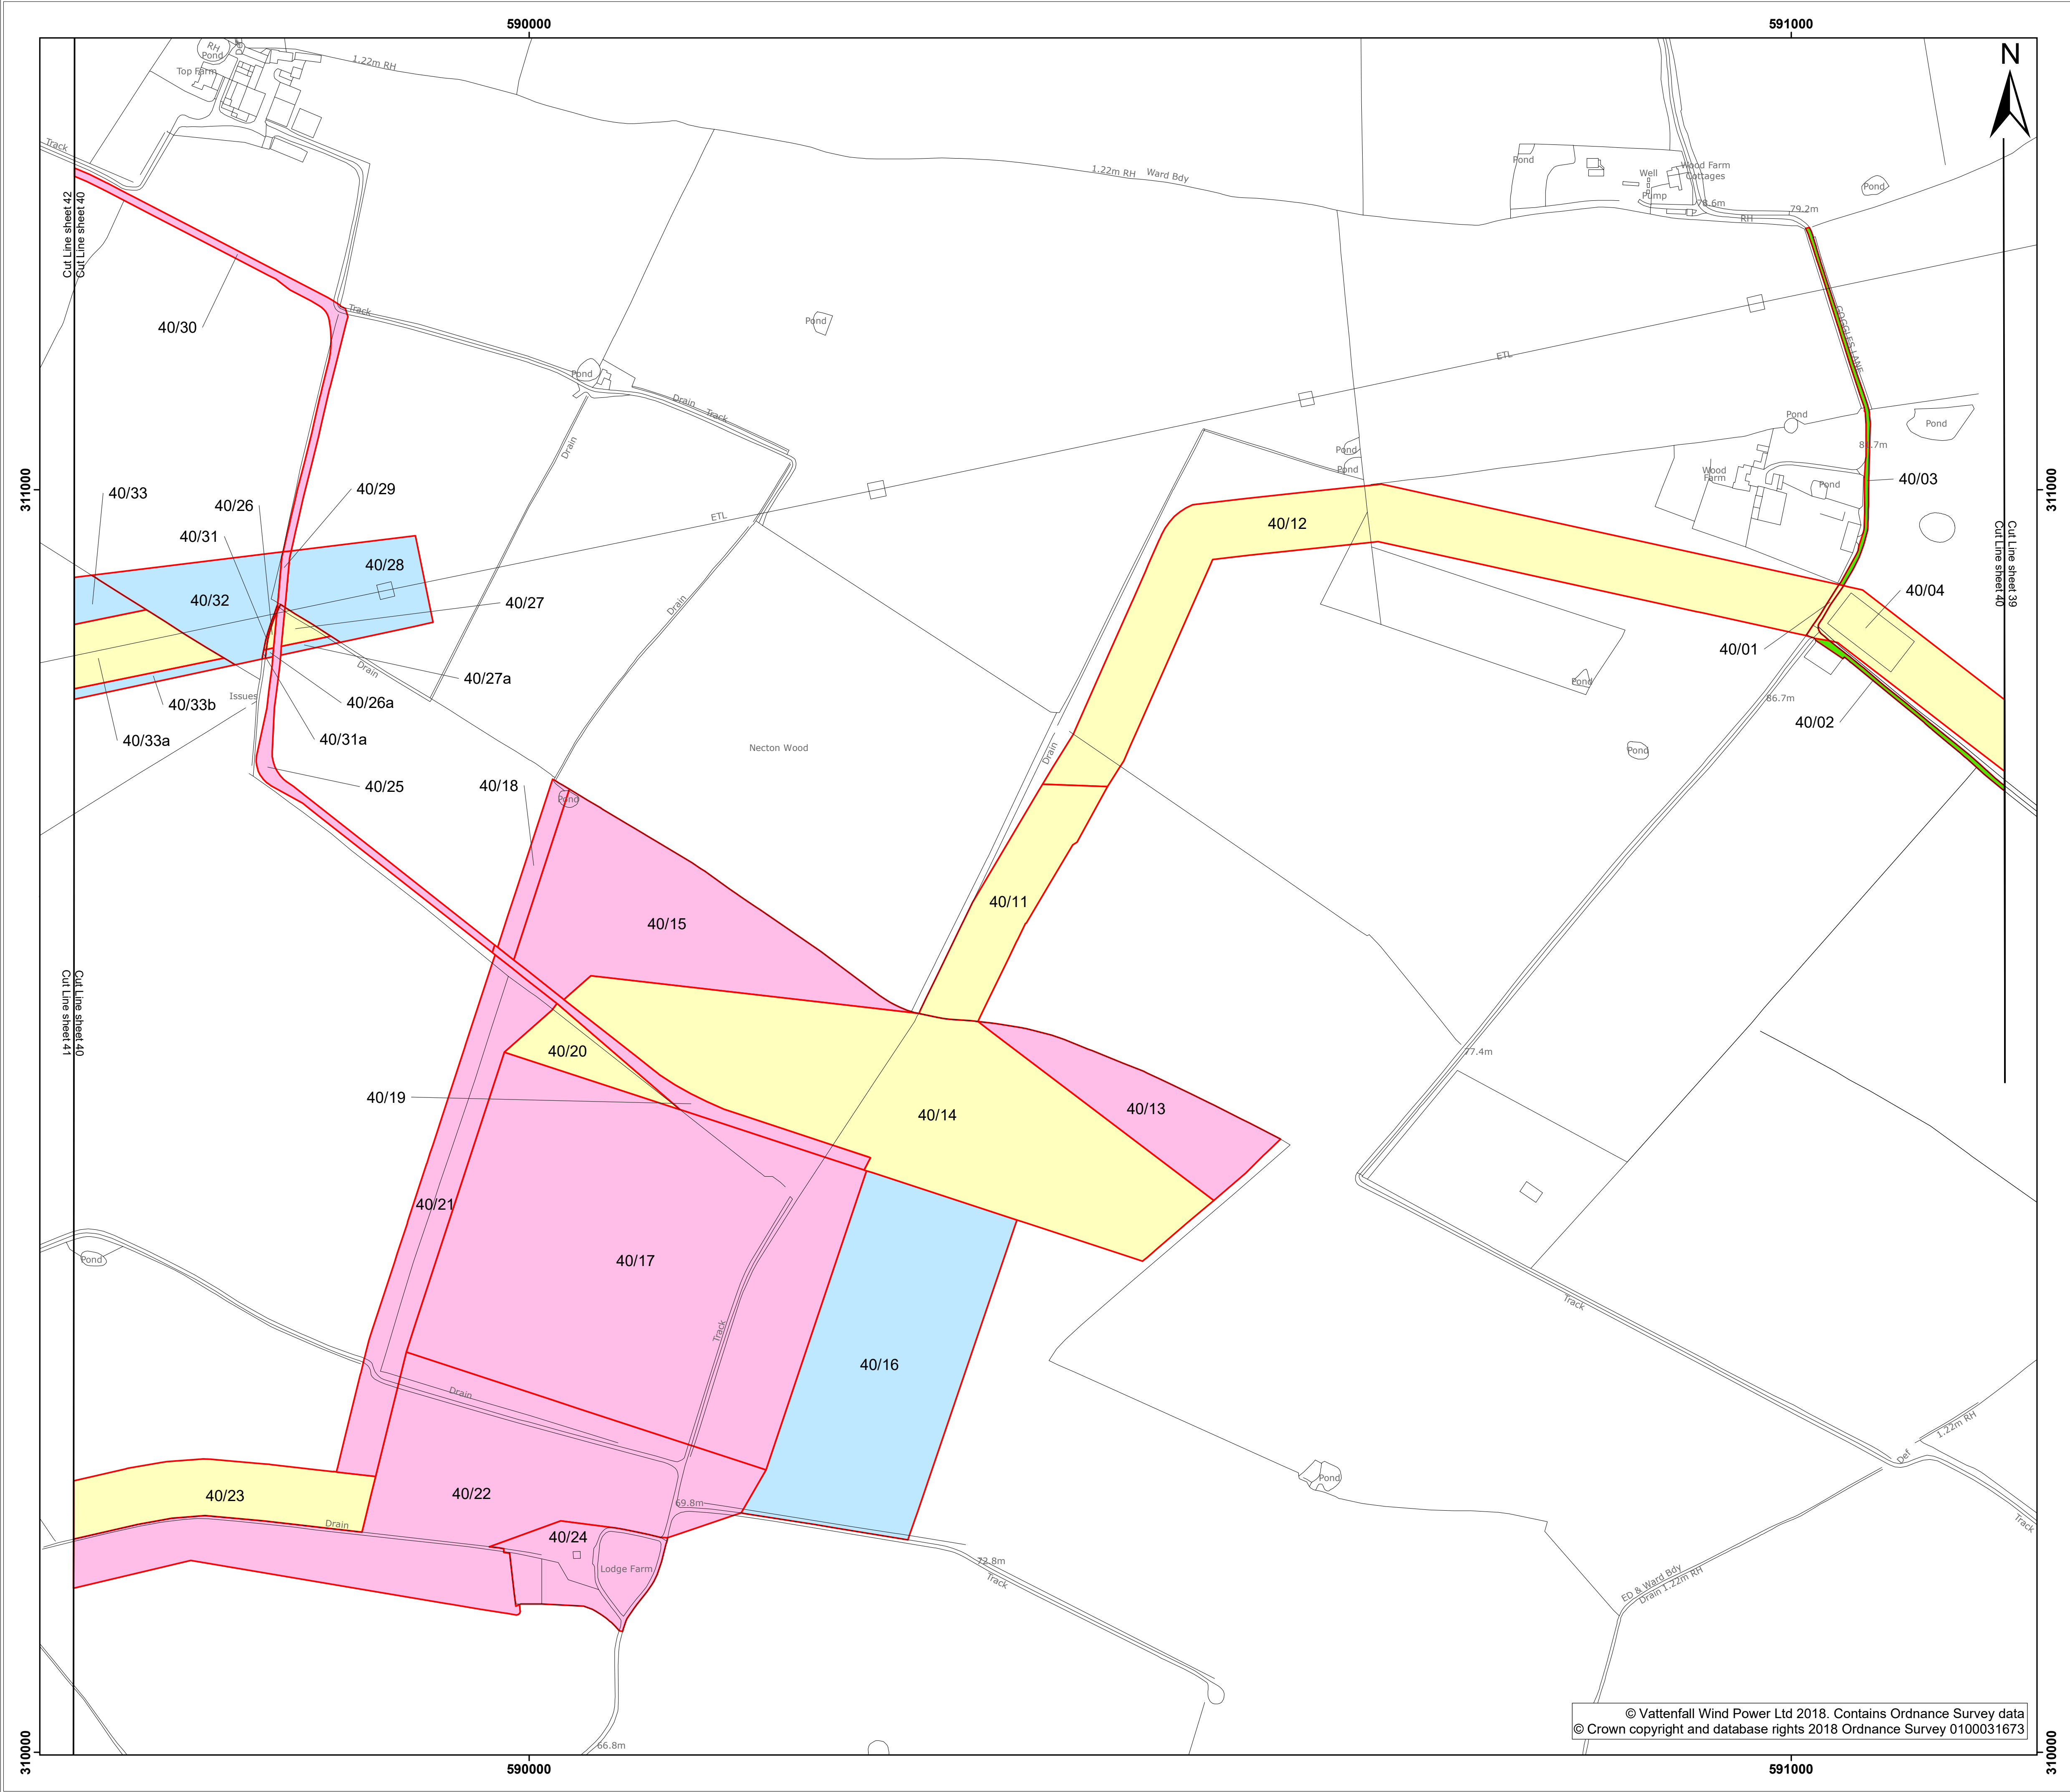 590000
591000
N
RH
Pond
Top Farm
1.22m RH
Track
Cut Line sheet 42
Cut Line sheet 40
40/30
Track
1.22m RH
Ward Bdy
Pond
Well
Pump
Wood Farm
Cottages
78.6m
RH
79.2m
Pond
GOGGLES LANE
Pond
ETL
Pond
Drain
Track
Drain
Pond
Pond
Pond
Pond
Wood
Farm
Pond
40/03
311000
311000
40/33
40/26
40/29
40/31
ETL
40/12
40/28
40/32
40/27
Drain
40/04
Cut Line sheet 39
Cut Line sheet 40
40/01
Drain
40/27a
Issues
40/33b
40/26a
40/33a
40/31a
Pond
86.7m
40/02
Necton Wood
Drain
Pond
40/25
40/18
Pond
40/15
40/11
Cut Line sheet 40
Cut Line sheet 41
40/20
77.4m
40/19
40/14
40/13
40/21
40/17
Pond
Track
40/16
Track
Drain
1.22m RH
Def
40/23
40/22
69.8m
Pond
Drain
40/24
Lodge Farm
72.8m
Track
Track
ED & Ward Bdy
Drain 1.22m RH
66.8m
© Vattenfall Wind Power Ltd 2018. Contains Ordnance Survey data
© Crown copyright and database rights 2018 Ordnance Survey 0100031673
310000
310000
590000
591000